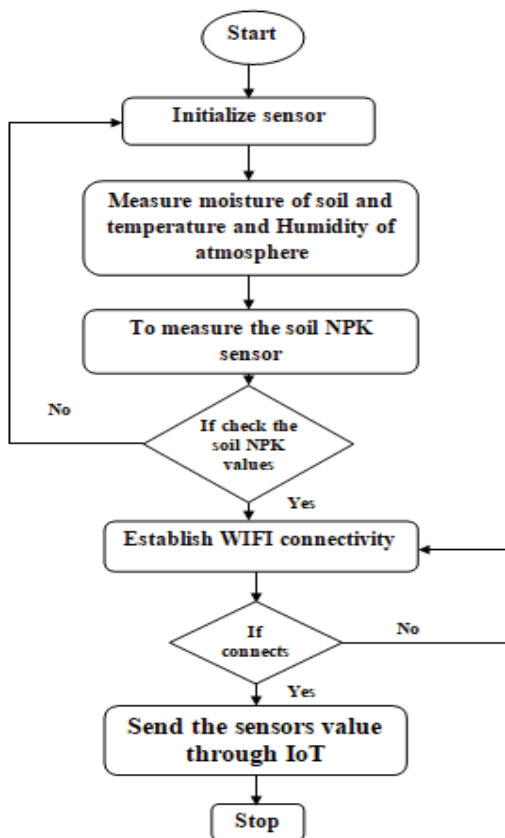 Start
Initialize sensor
Measure moisture of soil and
temperature and Humidity of
atmosphere
To measure the soil NPK
sensor
No
If check the
soil NPK
values
Yes
Establish WIFI connectivity
If
connects
No
Yes
Send the sensors value
through IoT
Stop